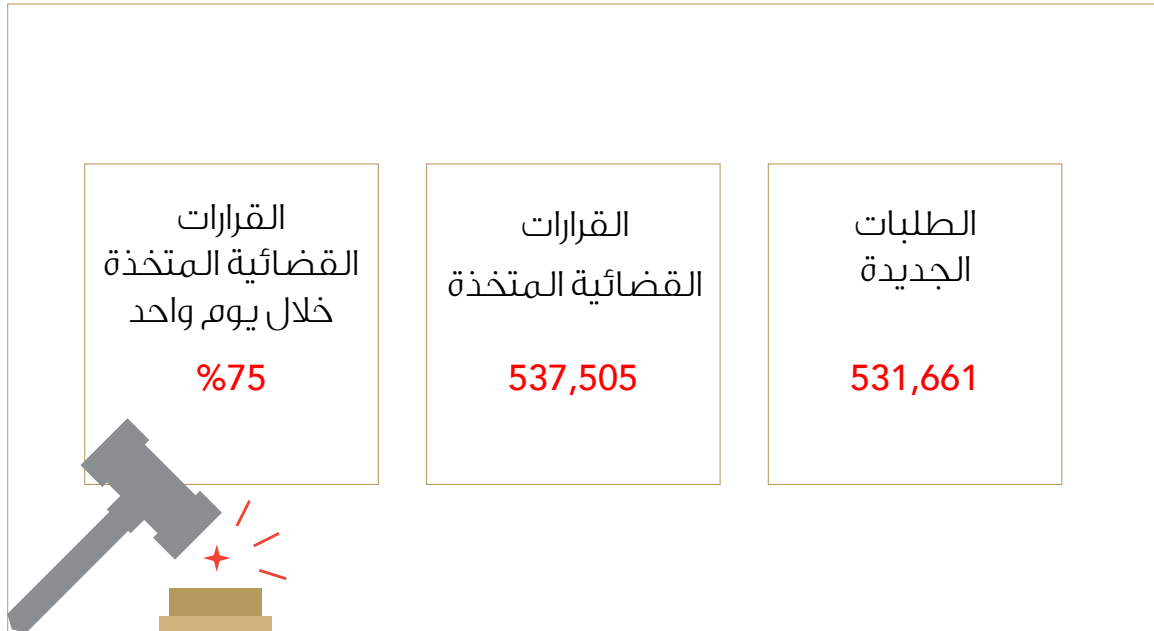 الطلبات
الجديدة
531,661
القرارات
القضائية المتخذة
537,505
القرارات
القضائية المتخذة
خلال يوم واحد
%75